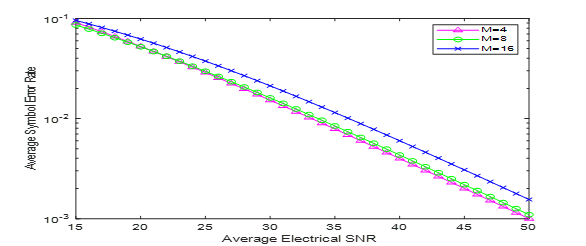 10^-1
10^-2
10^-3
Average Symbol Error Rate
M=4
M=8
M=16
15 20 25 30 35 40 45 50
Average Electrical SNR